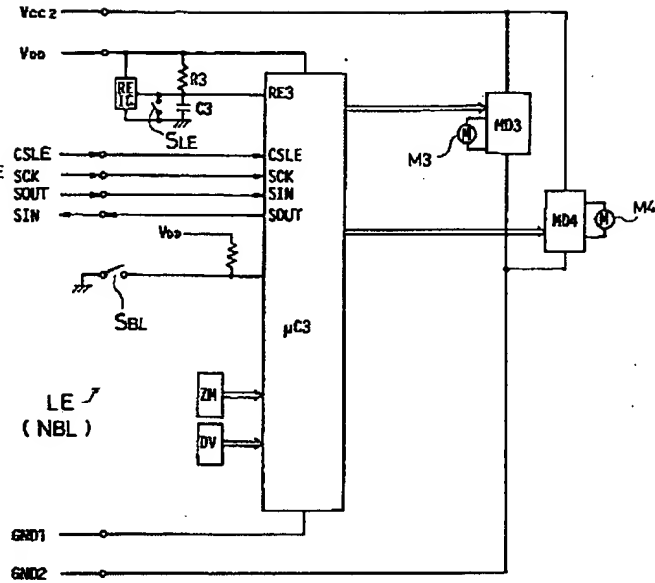 VCC2
VDD
RE IC
R3
C3
SLE
RE3
CSLE
CSLE
E
SCK
SCK
SOUT
SIN
SIN
SOUT
VDD
SBL
μC3
MD3
M
M3
MD4
M
M4
ZM
DV
LE
(NBL)
GND1
GND2